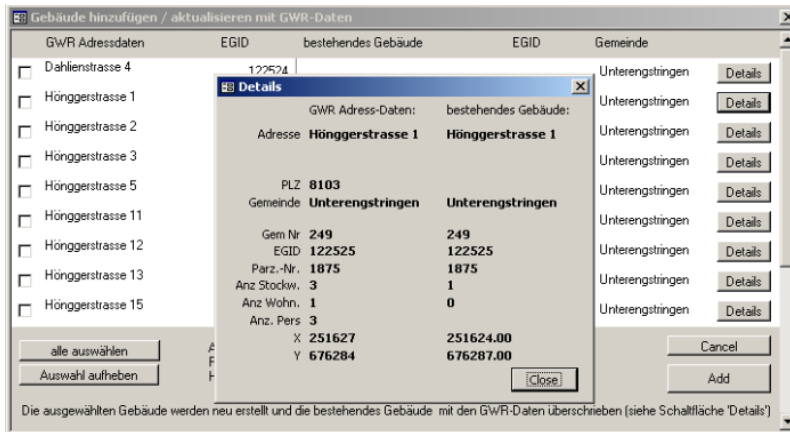 Gebäude hinzufügen / aktualisieren mit GWR-Daten
GWR Adressdaten EGID bestehendes Gebäude EGID Gemeinde
Dahlienstrasse 4 122524 Unterengstringen Details
Hönggerstrasse 1 Unterengstringen Details
Hönggerstrasse 2 Unterengstringen Details
Hönggerstrasse 3 Unterengstringen Details
Hönggerstrasse 5 Unterengstringen Details
Hönggerstrasse 11 Unterengstringen Details
Hönggerstrasse 12 Unterengstringen Details
Hönggerstrasse 13 Unterengstringen Details
Hönggerstrasse 15 Unterengstringen Details
Details
GWR Adress-Daten: bestehendes Gebäude:
Adresse Hönggerstrasse 1 Hönggerstrasse 1
PLZ 8103
Gemeinde Unterengstringen Unterengstringen
Gem Nr 249 249
EGID 122525 122525
Parz.-Nr. 1875 1875
Anz Stockw. 3 1
Anz Wohn. 1 0
Anz. Pers 3
X 251627 251624.00
Y 676284 676287.00
Close
alle auswählen Cancel
Auswahl aufheben Add
Die ausgewählten Gebäude werden neu erstellt und die bestehendes Gebäude mit den GWR-Daten überschrieben (siehe Schaltfläche 'Details')